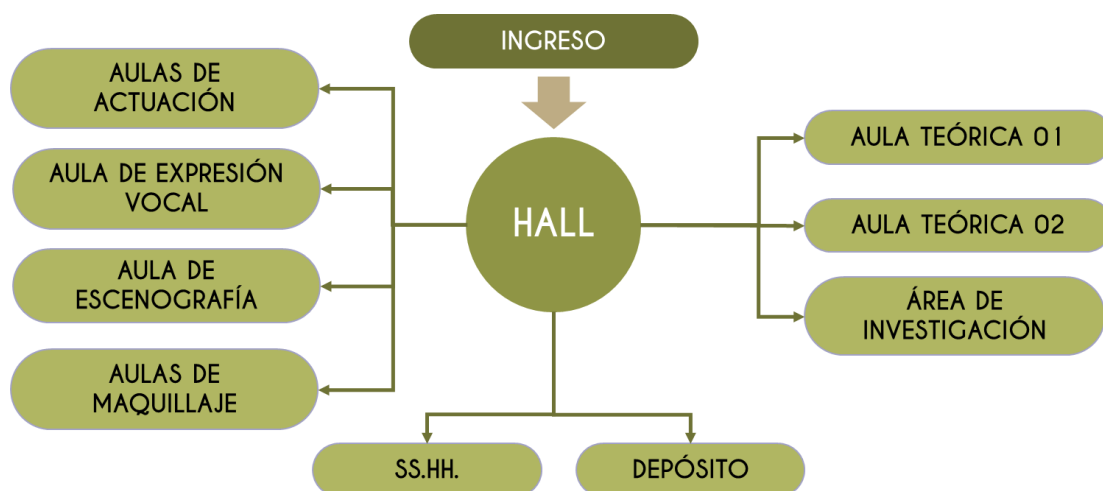 INGRESO
AULAS DE
ACTUACIÓN
AULA DE EXPRESIÓN
VOCAL
AULA DE
ESCENOGRAFÍA
AULAS DE
MAQUILLAJE
HALL
AULA TEÓRICA 01
AULA TEÓRICA 02
ÁREA DE
INVESTIGACIÓN
SS.HH.
DEPÓSITO